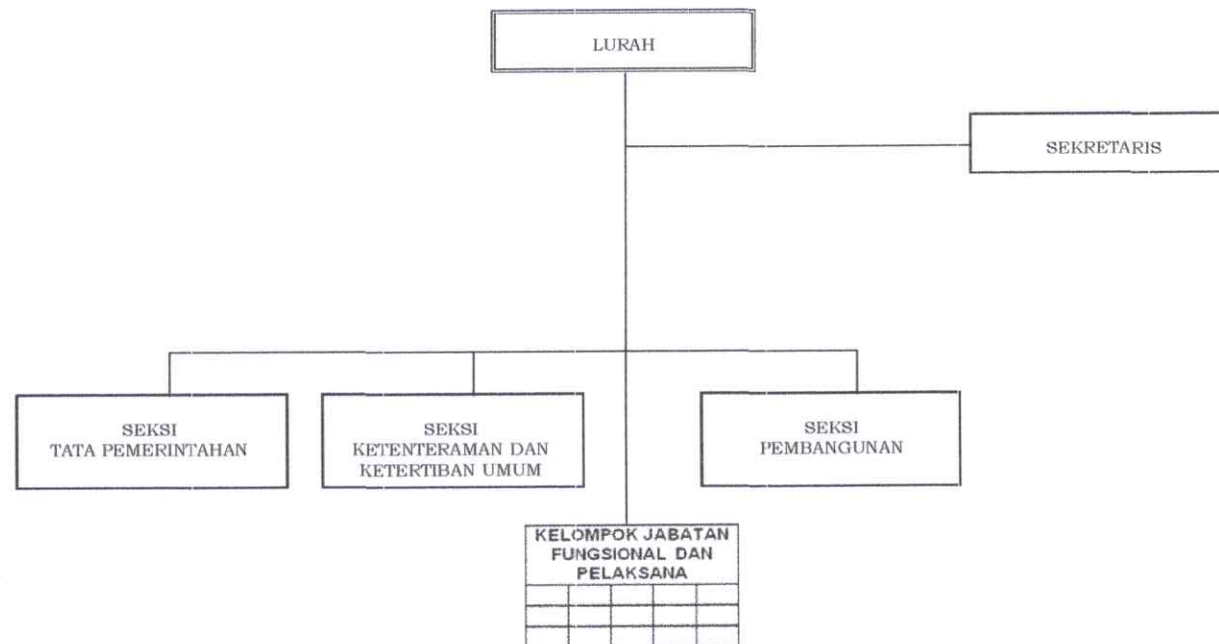 LURAH
SEKRETARIS
SEKSI
TATA PEMERINTAHAN
SEKSI
KETENTERAMAN DAN
KETERTIBAN UMUM
SEKSI
PEMBANGUNAN
KELOMPOK JABATAN
FUNGSIONAL DAN
PELAKSANA